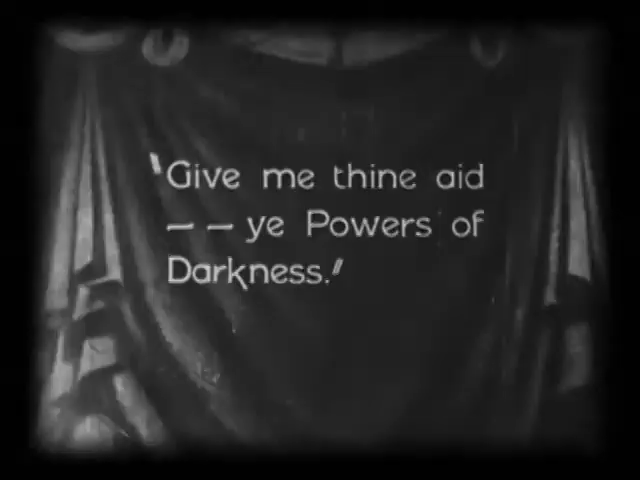 "Give me thine aid
— — ye Powers of
Darkness."